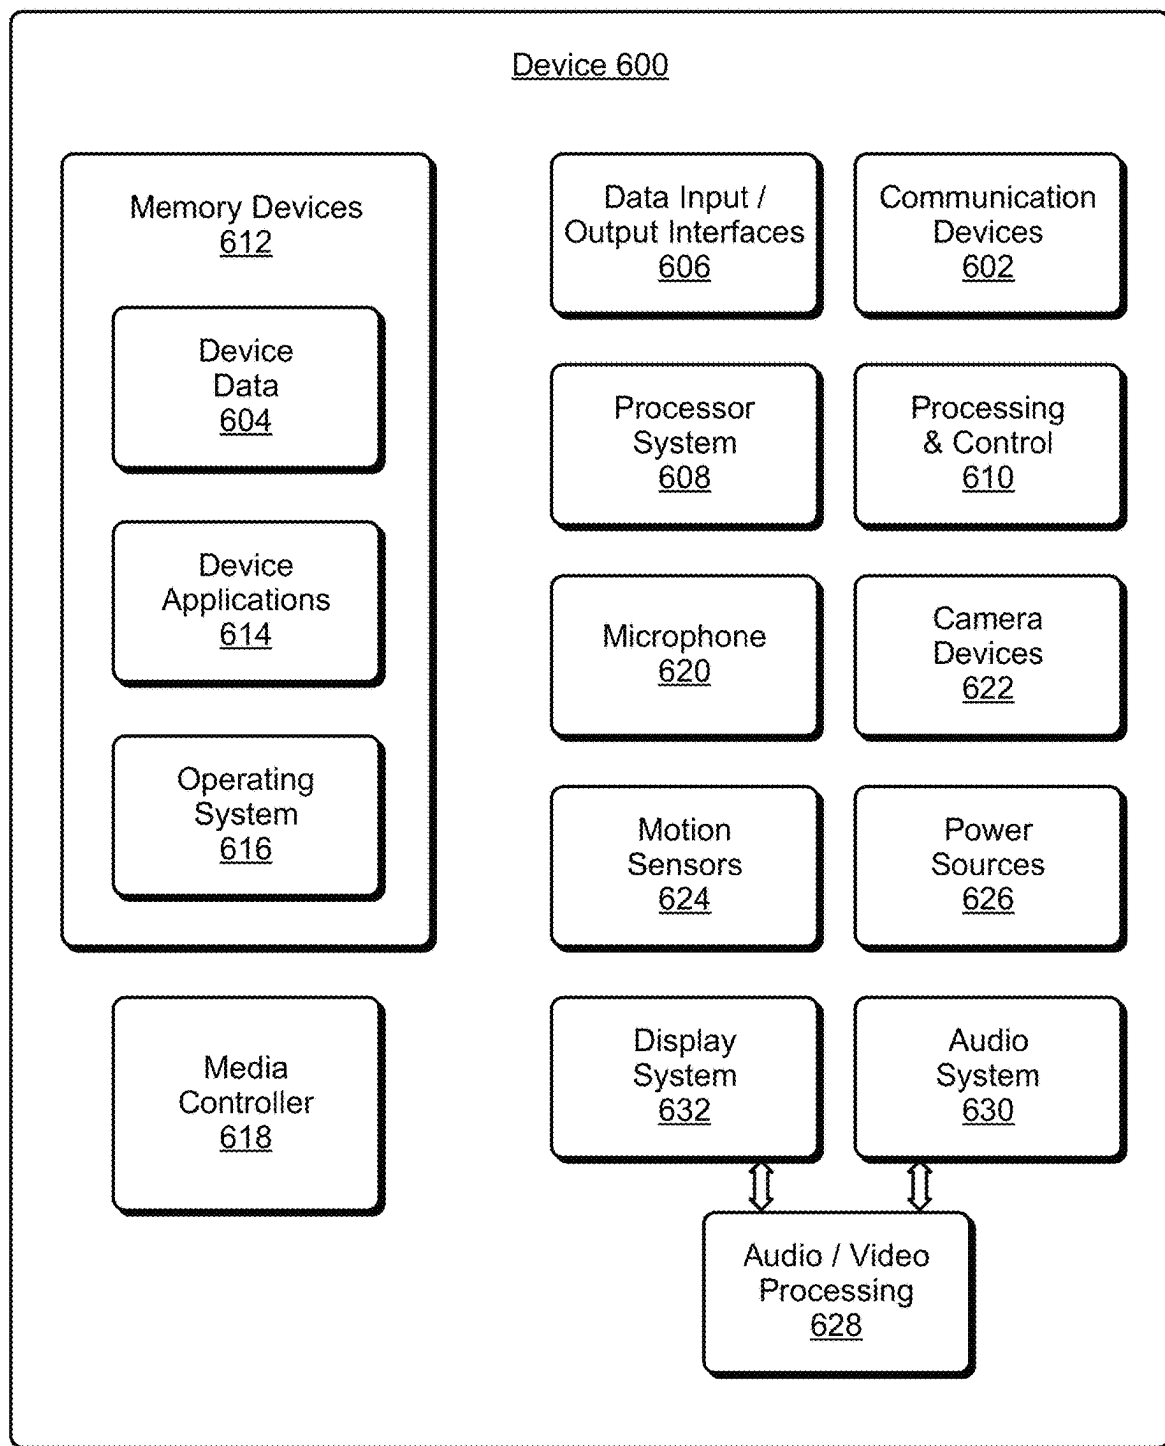 Device 600
Memory Devices
612
Device
Data
604
Device
Applications
614
Operating
System
616
Media
Controller
618
Data Input /
Output Interfaces
606
Communication
Devices
602
Processor
System
608
Processing
& Control
610
Microphone
620
Camera
Devices
622
Motion
Sensors
624
Power
Sources
626
Display
System
632
Audio
System
630
Audio / Video
Processing
628